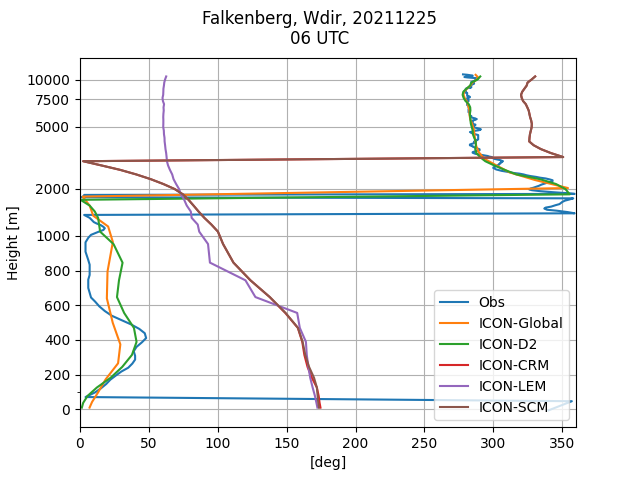 Falkenberg, Wdir, 20211225
06 UTC
Height [m]
10000
7500
5000
2000
1000
800
600
400
200
0
Obs
ICON-Global
ICON-D2
ICON-CRM
ICON-LEM
ICON-SCM
0 50 100 150 200 250 300 350
[deg]